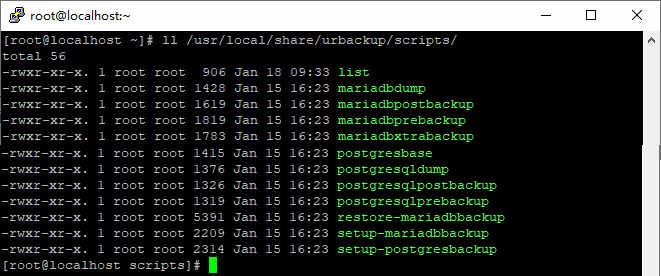 root@localhost:~
[root@localhost ~]# ll /usr/local/share/urbackup/scripts/
total 56
-rwxr-xr-x. 1 root root  906 Jan 18 09:33 list
-rwxr-xr-x. 1 root root 1428 Jan 15 16:23 mariadbdump
-rwxr-xr-x. 1 root root 1619 Jan 15 16:23 mariadbpostbackup
-rwxr-xr-x. 1 root root 1819 Jan 15 16:23 mariadbprebackup
-rwxr-xr-x. 1 root root 1783 Jan 15 16:23 mariadbxtrabackup
-rwxr-xr-x. 1 root root 1415 Jan 15 16:23 postgresbase
-rwxr-xr-x. 1 root root 1376 Jan 15 16:23 postgresqldump
-rwxr-xr-x. 1 root root 1326 Jan 15 16:23 postgresqlpostbackup
-rwxr-xr-x. 1 root root 1319 Jan 15 16:23 postgresqlprebackup
-rwxr-xr-x. 1 root root 5391 Jan 15 16:23 restore-mariadbbackup
-rwxr-xr-x. 1 root root 2209 Jan 15 16:23 setup-mariadbbackup
-rwxr-xr-x. 1 root root 2314 Jan 15 16:23 setup-postgresbackup
[root@localhost scripts]#